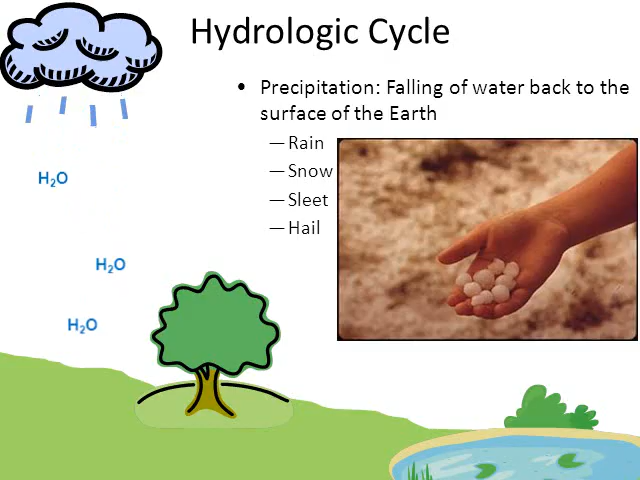 Hydrologic Cycle
• Precipitation: Falling of water back to the
surface of the Earth
—Rain
—Snow
—Sleet
—Hail
H₂O
H₂O
H₂O